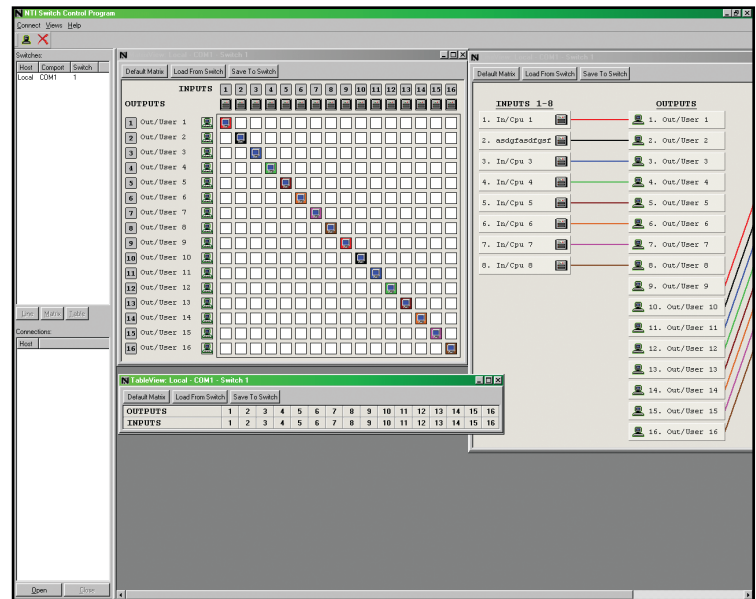 NTI Switch Control Program
Connect Views Help
Switches:
Host Comport Switch
Local COM1 1
Line Matrix Table
Connections:
Host
Open Close
Local - COM1 - Switch 1
Default Matrix Load From Switch Save To Switch
INPUTS 1 2 3 4 5 6 7 8 9 10 11 12 13 14 15 16
OUTPUTS
1 Out/User 1
2 Out/User 2
3 Out/User 3
4 Out/User 4
5 Out/User 5
6 Out/User 6
7 Out/User 7
8 Out/User 8
9 Out/User 9
10 Out/User 10
11 Out/User 11
12 Out/User 12
13 Out/User 13
14 Out/User 14
15 Out/User 15
16 Out/User 16
TableView: Local - COM1 - Switch 1
Default Matrix Load From Switch Save To Switch
OUTPUTS 1 2 3 4 5 6 7 8 9 10 11 12 13 14 15 16
INPUTS 1 2 3 4 5 6 7 8 9 10 11 12 13 14 15 16
Switch 1
Default Matrix Load From Switch Save To Switch
INPUTS 1-8 OUTPUTS
1. In/Cpu 1 1. Out/User 1
2. asdgfasdfgsf 2. Out/User 2
3. In/Cpu 3 3. Out/User 3
4. In/Cpu 4 4. Out/User 4
5. In/Cpu 5 5. Out/User 5
6. In/Cpu 6 6. Out/User 6
7. In/Cpu 7 7. Out/User 7
8. In/Cpu 8 8. Out/User 8
9. Out/User 9
10. Out/User 10
11. Out/User 11
12. Out/User 12
13. Out/User 13
14. Out/User 14
15. Out/User 15
16. Out/User 16